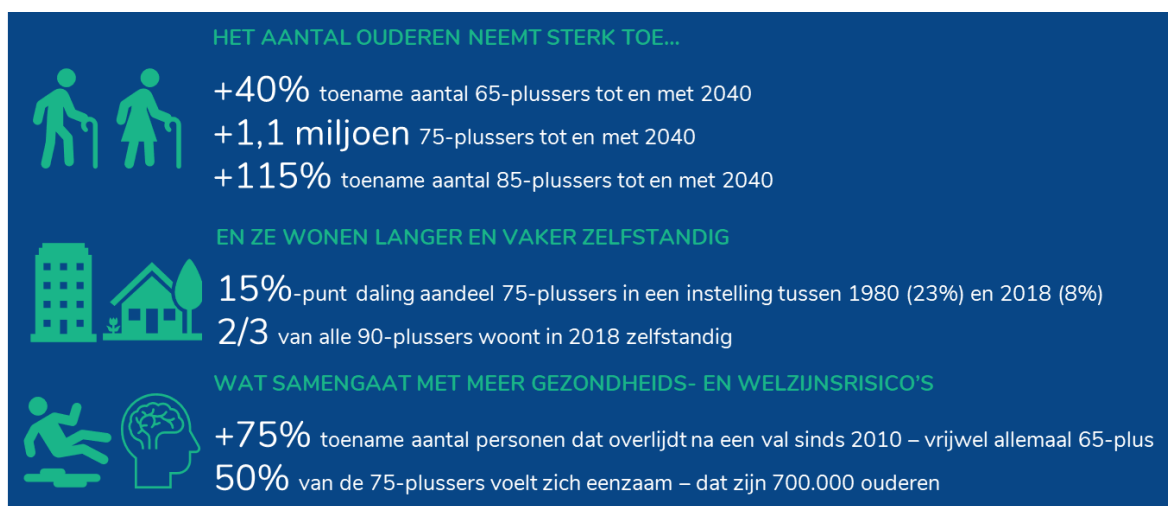 HET AANTAL OUDEREN NEEMT STERK TOE...
+40% toename aantal 65-plussers tot en met 2040
+1,1 miljoen 75-plussers tot en met 2040
+115% toename aantal 85-plussers tot en met 2040
EN ZE WONEN LANGER EN VAKER ZELFSTANDIG
15%-punt daling aandeel 75-plussers in een instelling tussen 1980 (23%) en 2018 (8%)
2/3 van alle 90-plussers woont in 2018 zelfstandig
WAT SAMENGAAT MET MEER GEZONDHEIDS- EN WELZIJNSRISICO'S
+75% toename aantal personen dat overlijdt na een val sinds 2010 – vrijwel allemaal 65-plus
50% van de 75-plussers voelt zich eenzaam – dat zijn 700.000 ouderen